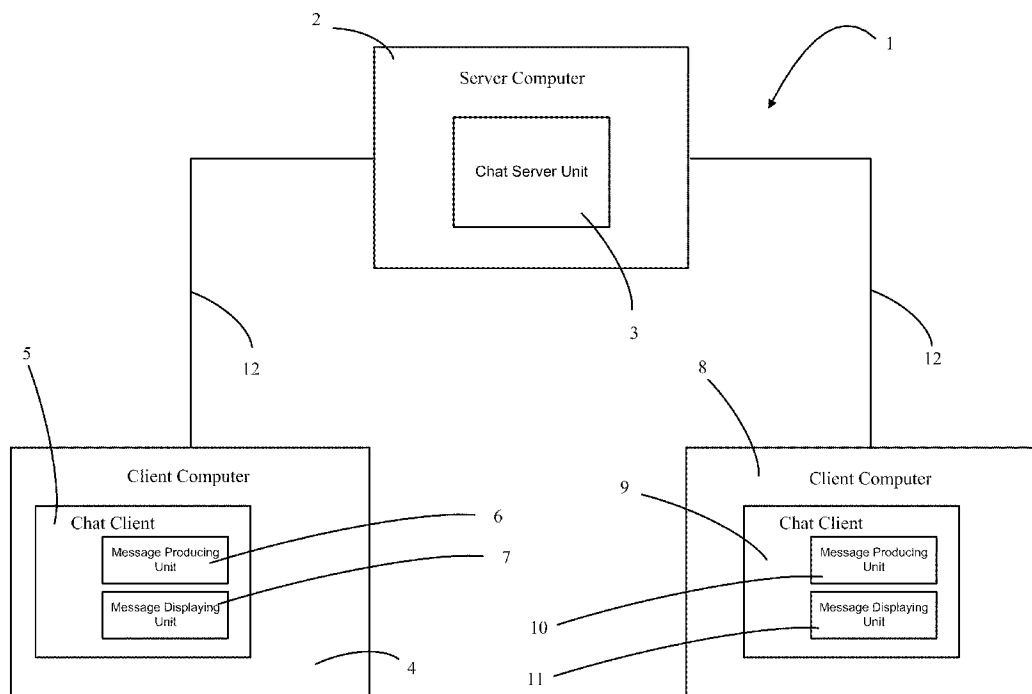 2
1
Server Computer
Chat Server Unit
3
12
12
5
8
Client Computer
Client Computer
9
6
Chat Client
Chat Client
Message Producing
Unit
7
Message Producing
Unit
Message Displaying
Unit
10
Message Displaying
Unit
4
11